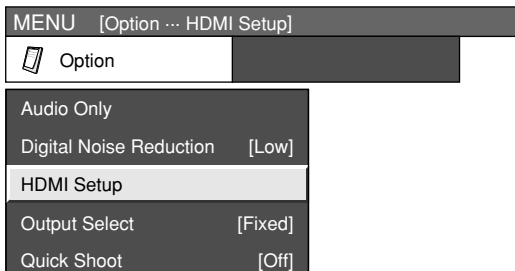 MENU [Option ··· HDMI Setup]
Option
Audio Only
Digital Noise Reduction [Low]
HDMI Setup
Output Select [Fixed]
Quick Shoot [Off]